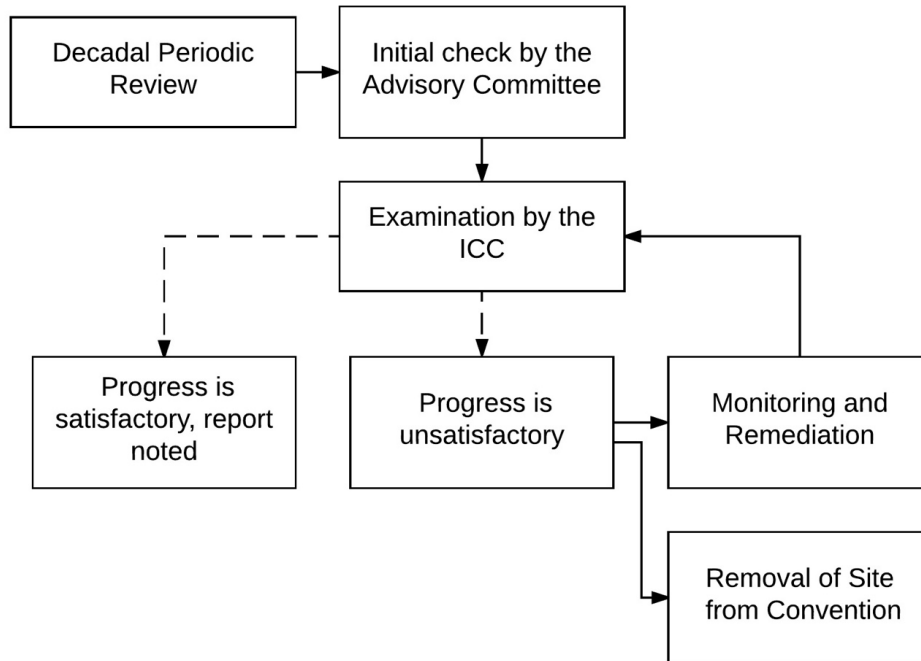 Decadal Periodic
Review
Initial check by the
Advisory Committee
Examination by the
ICC
Progress is
satisfactory, report
noted
Progress is
unsatisfactory
Monitoring and
Remediation
Removal of Site
from Convention